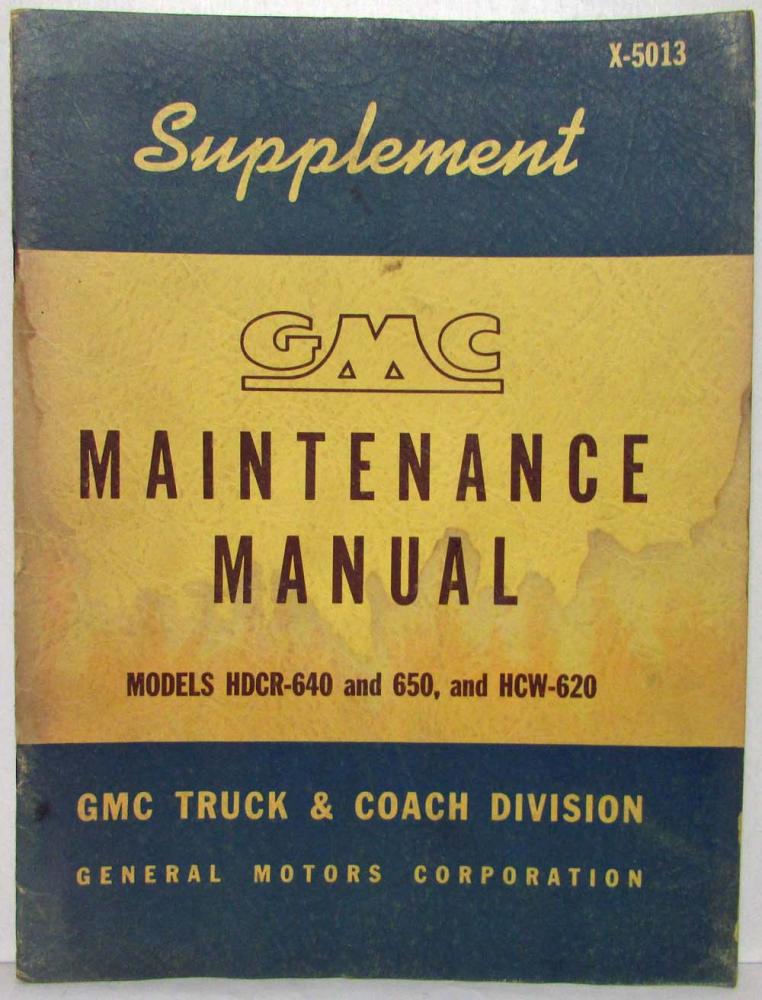 X-5013
Supplement
GMC
MAINTENANCE
MANUAL
MODELS HDCR-640 and 650, and HCW-620
GMC TRUCK & COACH DIVISION
GENERAL MOTORS CORPORATION